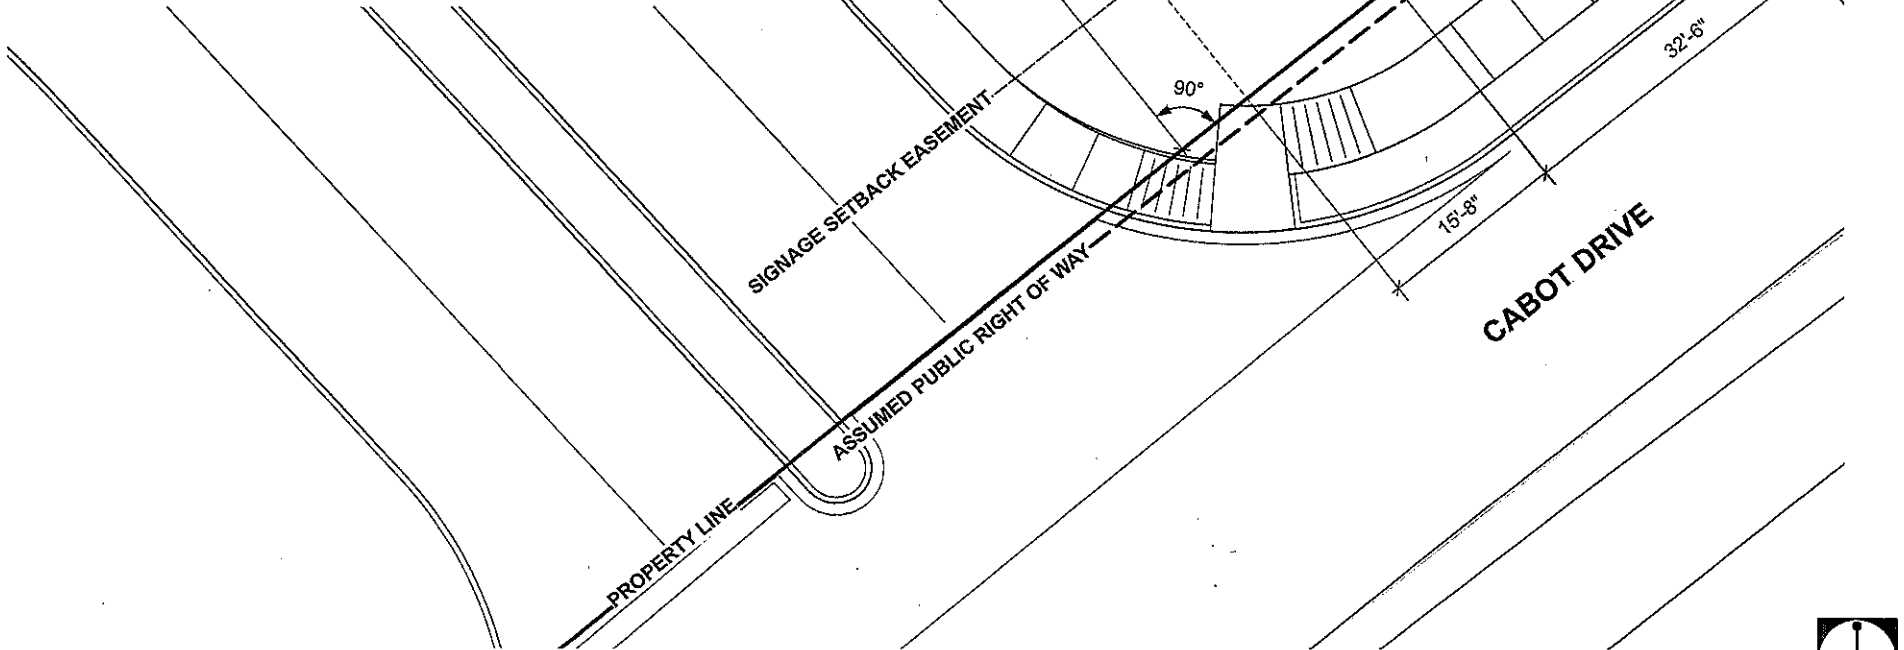 32'-6"
90°
SIGNAGE SETBACK EASEMENT
15'-8"
CABOT DRIVE
ASSUMED PUBLIC RIGHT OF WAY
PROPERTY LINE